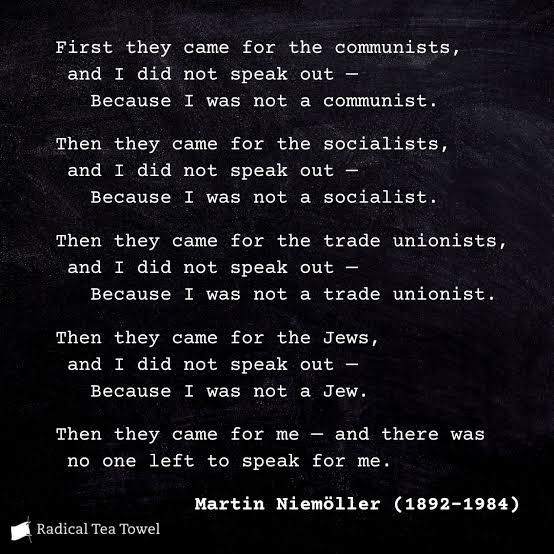 First they came for the communists,
and I did not speak out —
Because I was not a communist.
Then they came for the socialists,
and I did not speak out —
Because I was not a socialist.
Then they came for the trade unionists,
and I did not speak out —
Because I was not a trade unionist.
Then they came for the Jews,
and I did not speak out —
Because I was not a Jew.
Then they came for me — and there was
no one left to speak for me.
Martin Niemöller (1892–1984)
Radical Tea Towel